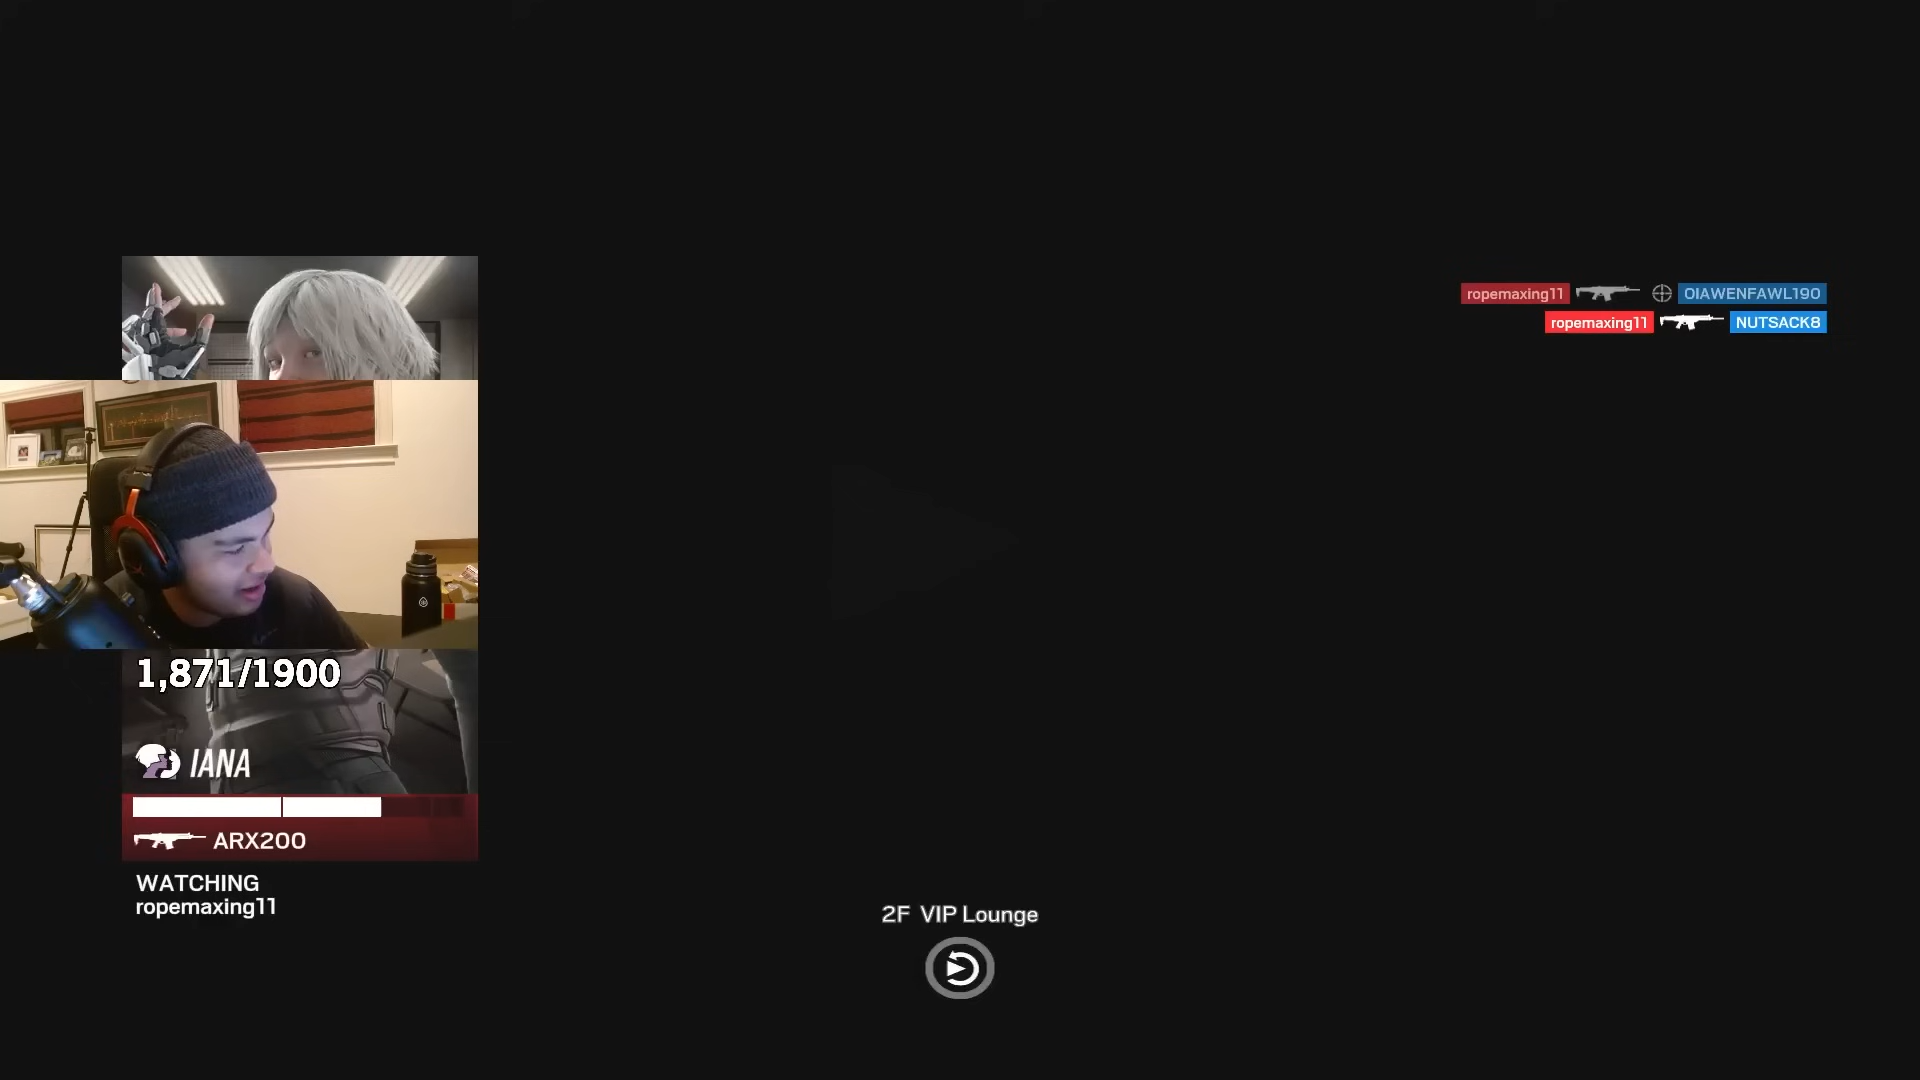 ropemaxing11 OIAWENFAWL190
ropemaxing11 NUTSACK8
1,871/1900
IANA
ARX200
WATCHING
ropemaxing11
2F VIP Lounge